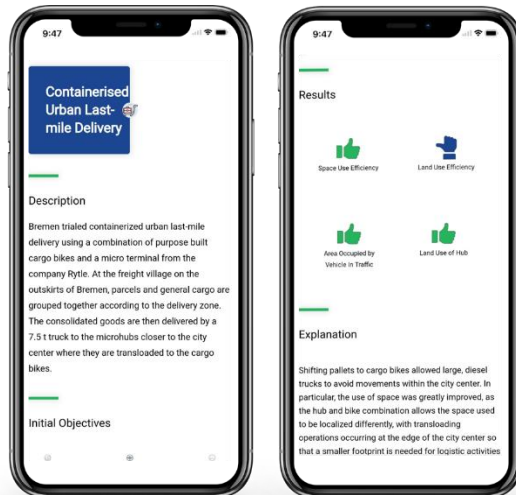 9:47
Containerised
Urban Last-
mile Delivery
Description
Bremen trialed containerized urban last-mile
delivery using a combination of purpose built
cargo bikes and a micro terminal from the
company Rytle. At the freight village on the
outskirts of Bremen, parcels and general cargo are
grouped together according to the delivery zone.
The consolidated goods are then delivered by a
7.5 t truck to the microhubs closer to the city
center where they are transloaded to the cargo
bikes.
Initial Objectives
9:47
Results
Space Use Efficiency
Land Use Efficiency
Area Occupied by
Vehicle In Traffic
Land Use of Hub
Explanation
Shifting pallets to cargo bikes allowed large, diesel
trucks to avoid movements within the city center. In
particular, the use of space was greatly improved, as
the hub and bike combination allows the space used
to be localized differently, with transloading
operations occurring at the edge of the city center so
that a smaller footprint is needed for logistic activities